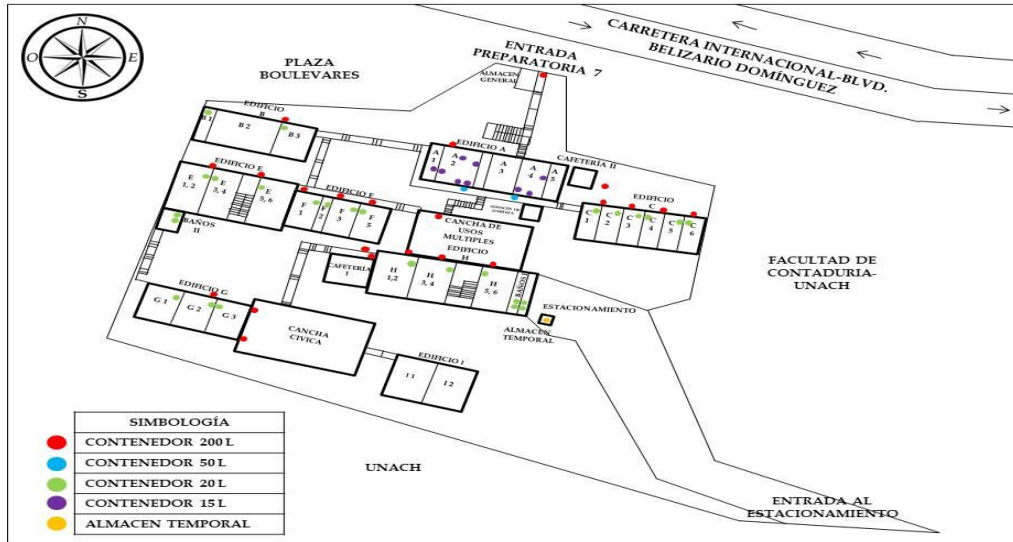 N
O
E
S
PLAZA
BOULEVARES
ENTRADA
PREPARATORIA 7
CARRETERA INTERNACIONAL-BLVD.
BELIZARIO DOMÍNGUEZ
ALMACEN
GENERAL
EDIFICIO
B
B 1
B 2
B 3
EDIFICIO A
A
1
A
2
A
3
A
4
A
5
CAFETERÍA II
EDIFICIO E
E
1, 2
E
3, 4
E
5, 6
BAÑOS
II
EDIFICIO F
F
1
F
2
F
3
F
5
EDIFICIO
C
C
1
C
2
C
3
C
4
C
5
C
6
CANCHA DE
USOS
MULTIPLES
EDIFICIO
H
CAFETERÍA
I
H
1,2
H
3, 4
H
5, 6
BAÑOS I
FACULTAD DE
CONTADURIA-
UNACH
EDIFICIO G
G 1
G 2
G 3
CANCHA
CIVICA
ESTACIONAMIENTO
ALMACEN
TEMPORAL
EDIFICIO I
I 1
I 2
SIMBOLOGÍA
CONTENEDOR 200 L
CONTENEDOR 50 L
CONTENEDOR 20 L
CONTENEDOR 15 L
ALMACEN TEMPORAL
UNACH
ENTRADA AL
ESTACIONAMIENTO